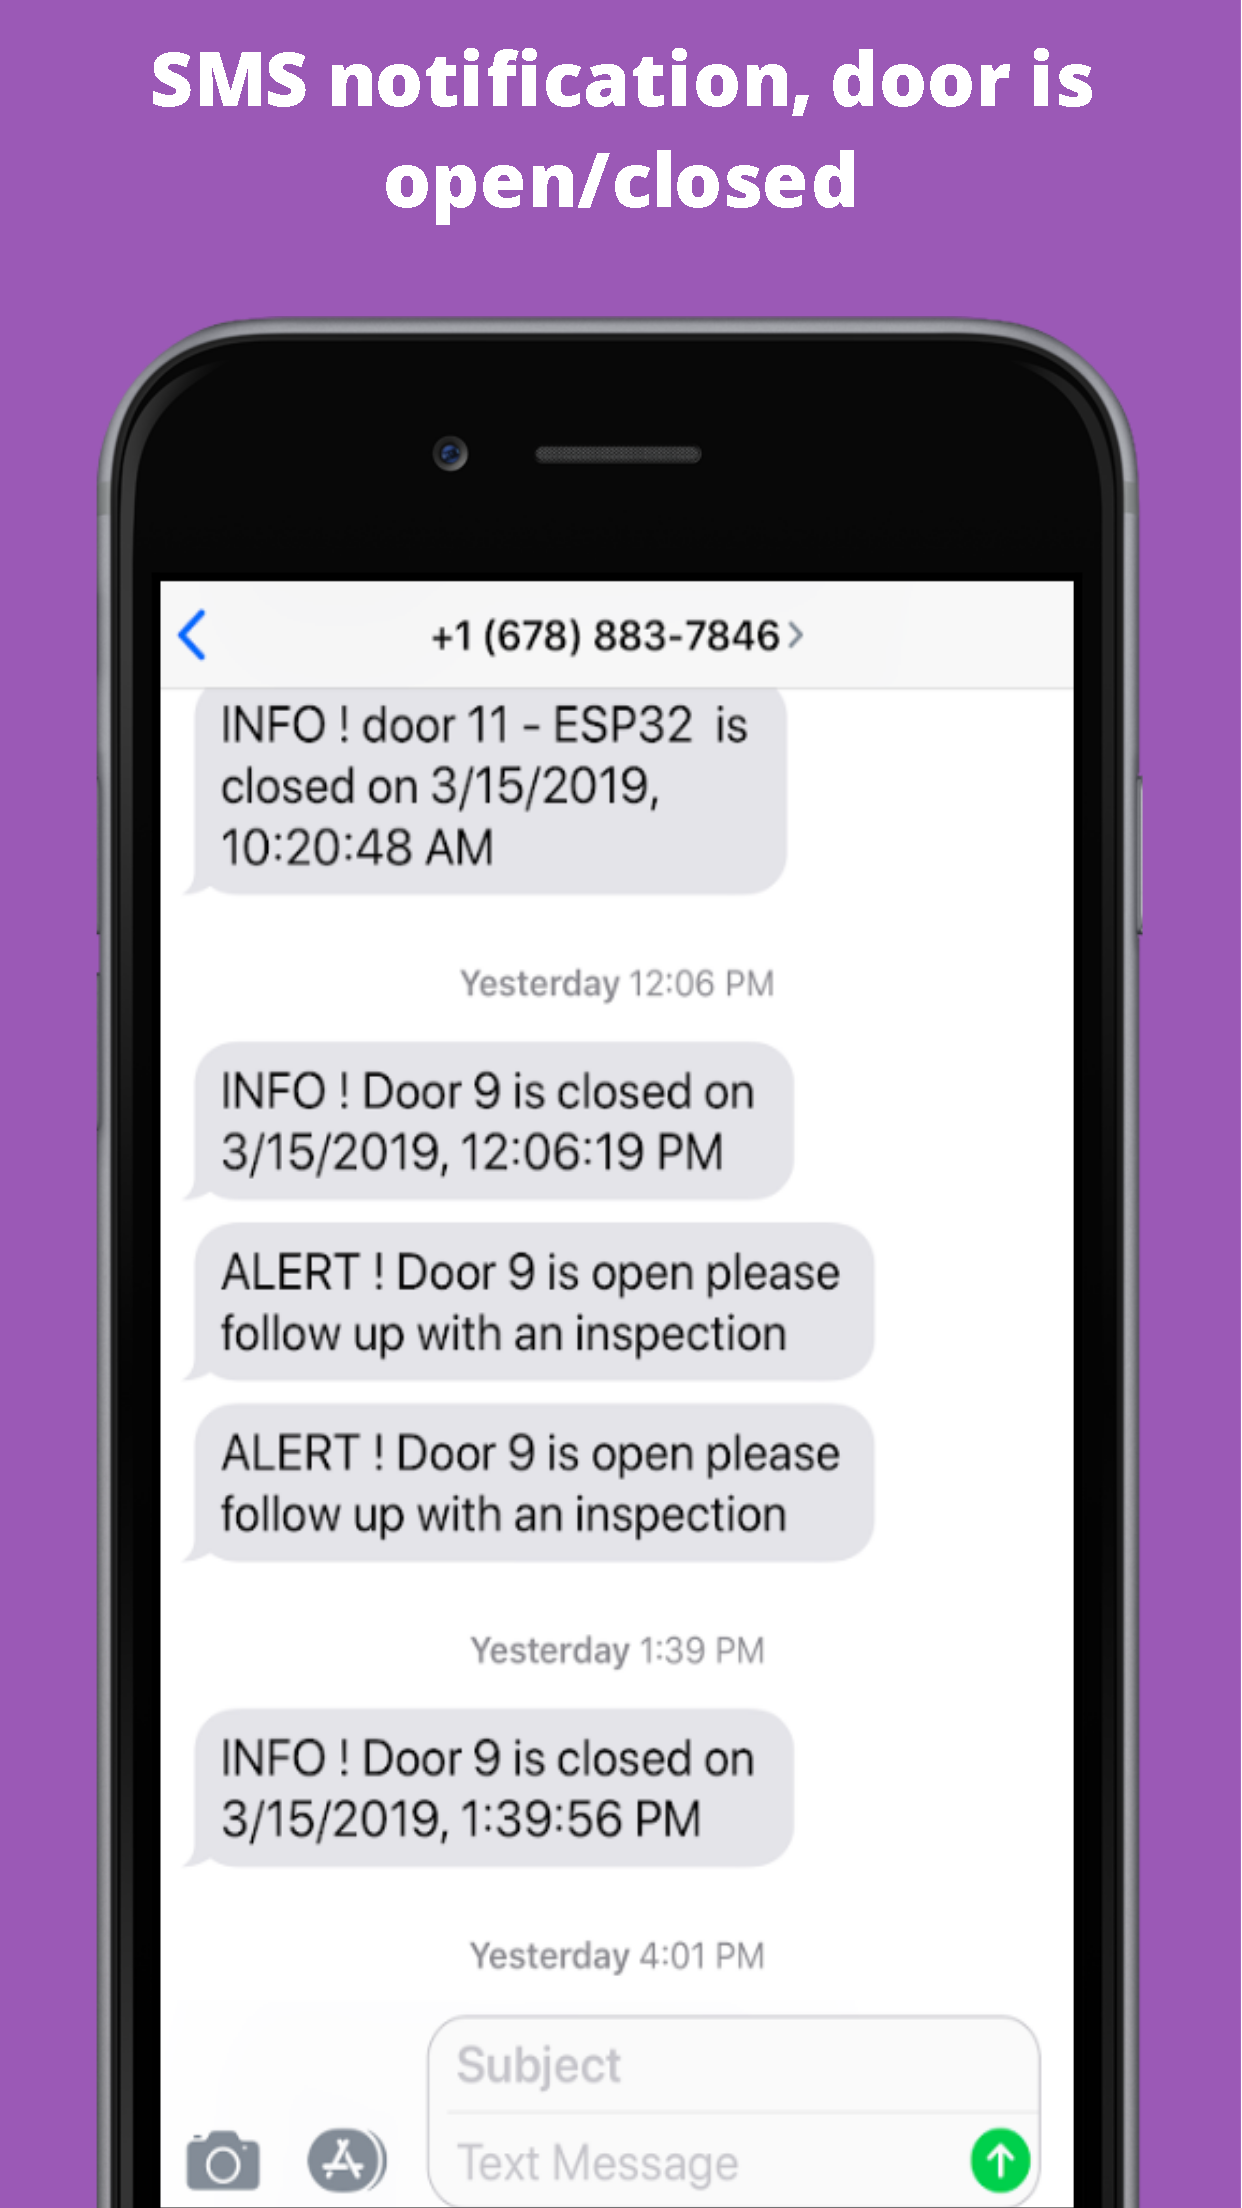 SMS notification, door is
open/closed
+1 (678) 883-7846
INFO ! door 11 - ESP32  is
closed on 3/15/2019,
10:20:48 AM
Yesterday 12:06 PM
INFO ! Door 9 is closed on
3/15/2019, 12:06:19 PM
ALERT ! Door 9 is open please
follow up with an inspection
ALERT ! Door 9 is open please
follow up with an inspection
Yesterday 1:39 PM
INFO ! Door 9 is closed on
3/15/2019, 1:39:56 PM
Yesterday 4:01 PM
Subject
Text Message